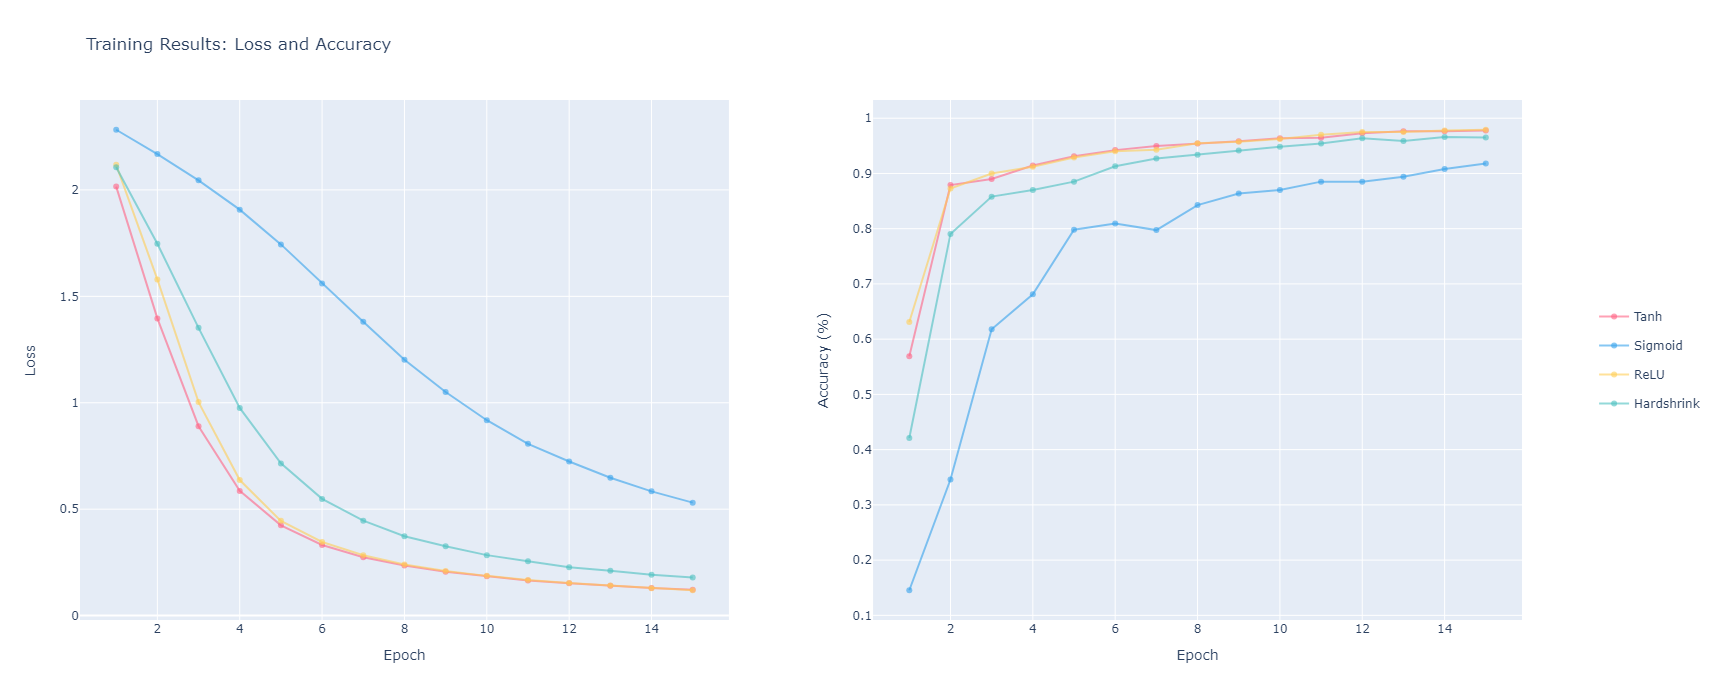 Training Results: Loss and Accuracy
Loss
2
1.5
1
0.5
0
2 4 6 8 10 12 14
Epoch
Accuracy (%)
1
0.9
0.8
0.7
0.6
0.5
0.4
0.3
0.2
0.1
2 4 6 8 10 12 14
Epoch
Tanh
Sigmoid
ReLU
Hardshrink